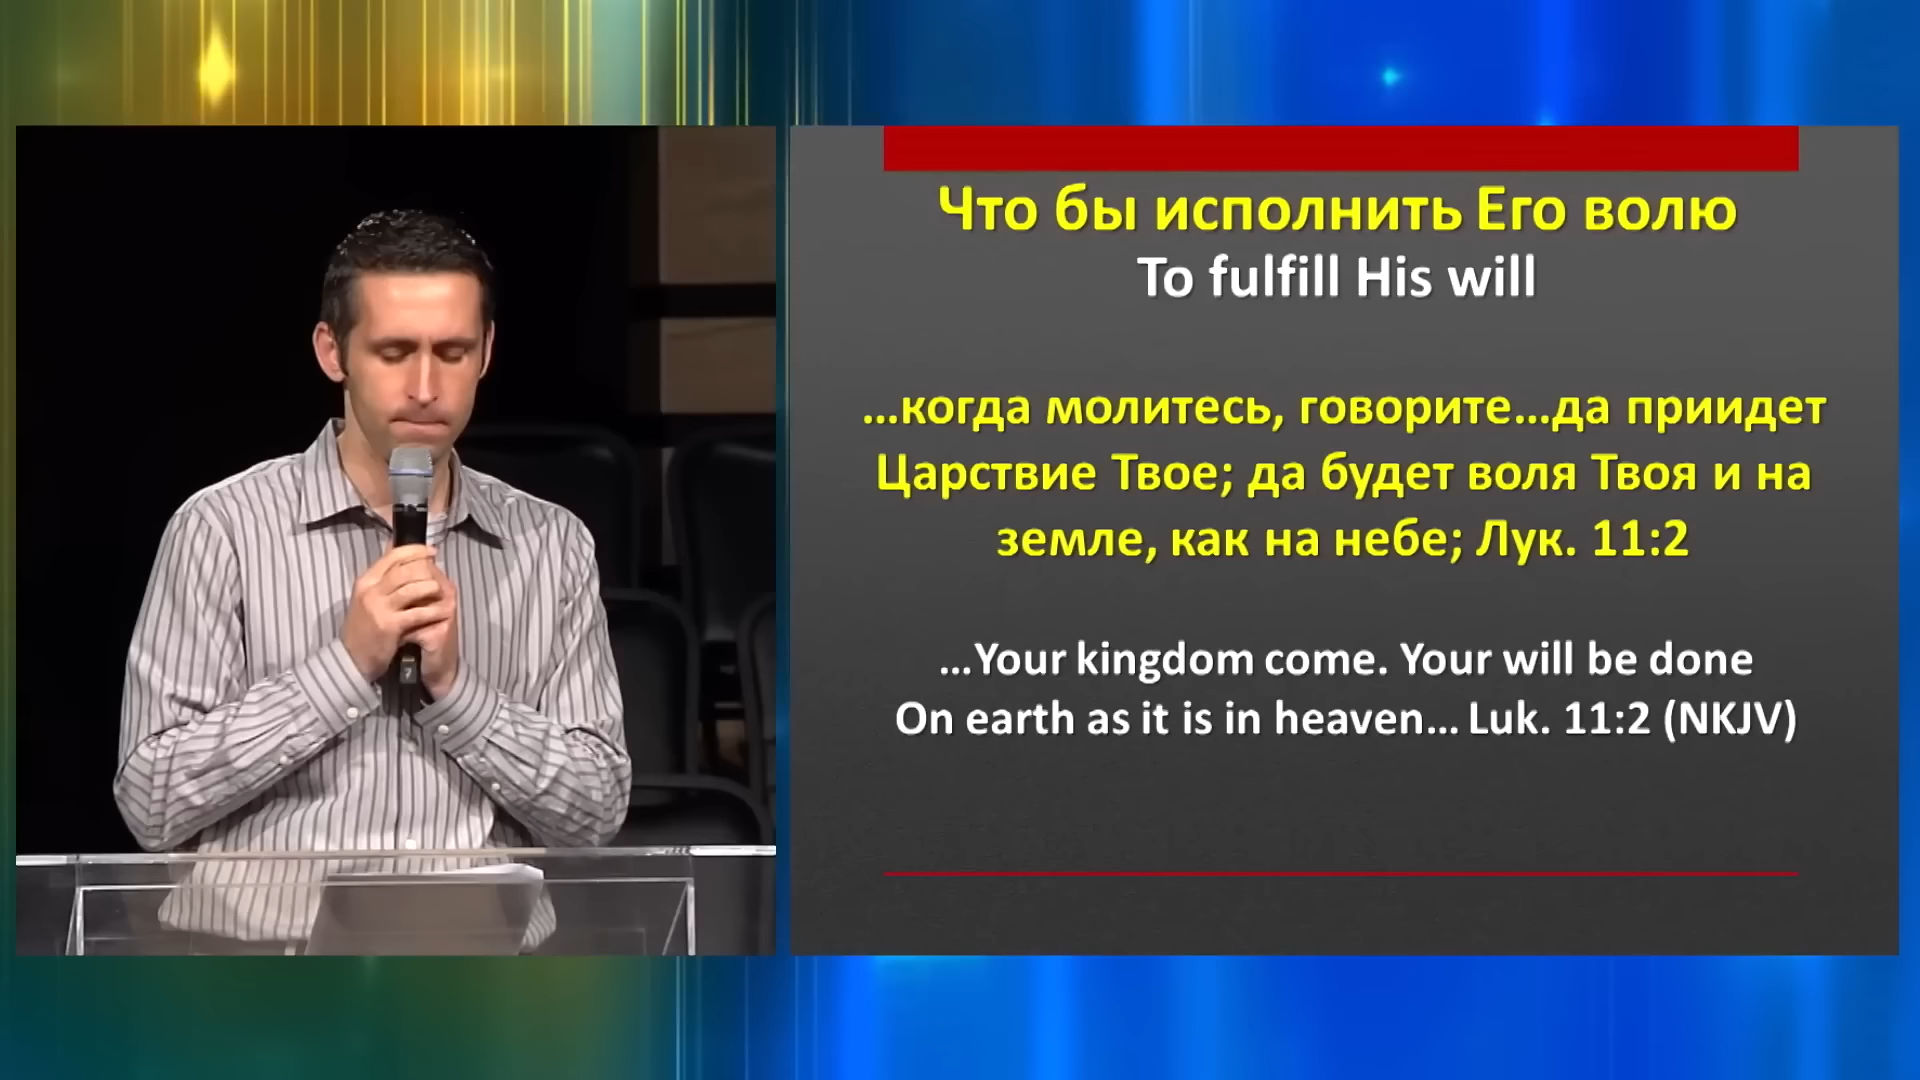 Что бы исполнить Его волю
To fulfill His will
...когда молитесь, говорите...да приидет
Царствие Твое; да будет воля Твоя и на
земле, как на небе; Лук. 11:2
...Your kingdom come. Your will be done
On earth as it is in heaven... Luk. 11:2 (NKJV)